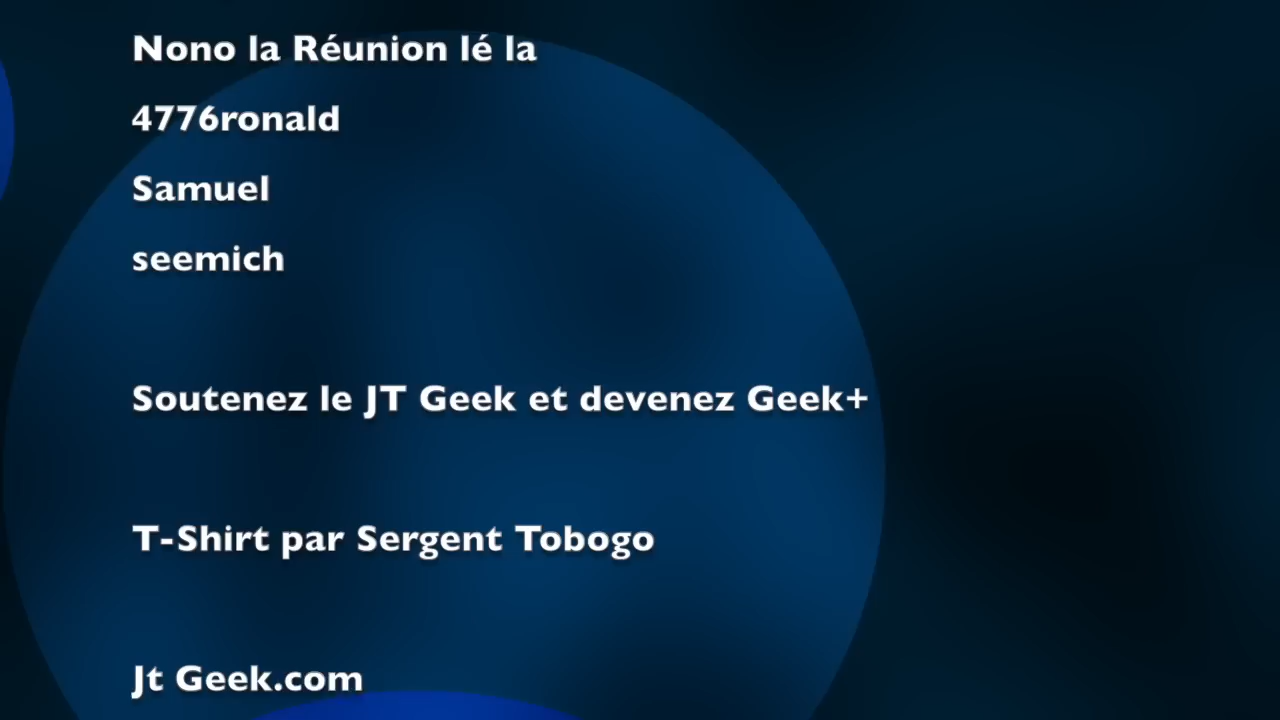 Nono la Réunion lé la
4776ronald
Samuel
seemich
Soutenez le JT Geek et devenez Geek+
T-Shirt par Sergent Tobogo
Jt Geek.com